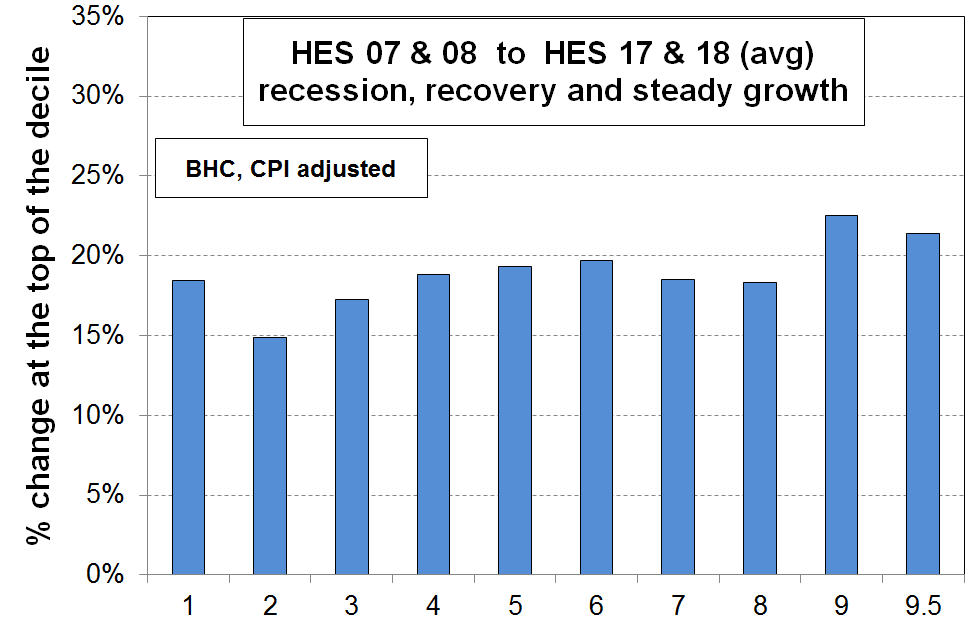 % change at the top of the decile
35%
30%
25%
20%
15%
10%
5%
0%
HES 07 & 08 to HES 17 & 18 (avg)
recession, recovery and steady growth
BHC, CPI adjusted
1 2 3 4 5 6 7 8 9 9.5